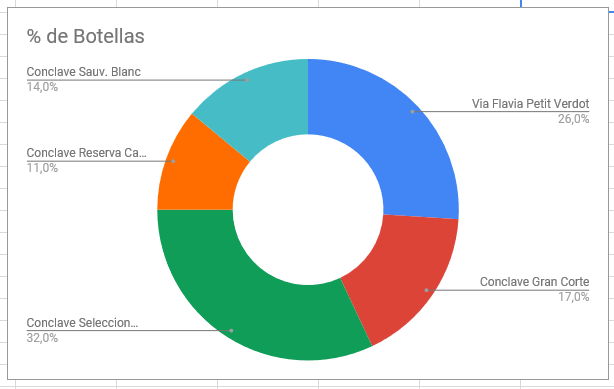 % de Botellas
Conclave Sauv. Blanc
14,0%
Via Flavia Petit Verdot
26,0%
Conclave Reserva Ca...
11,0%
Conclave Gran Corte
17,0%
Conclave Seleccion...
32,0%